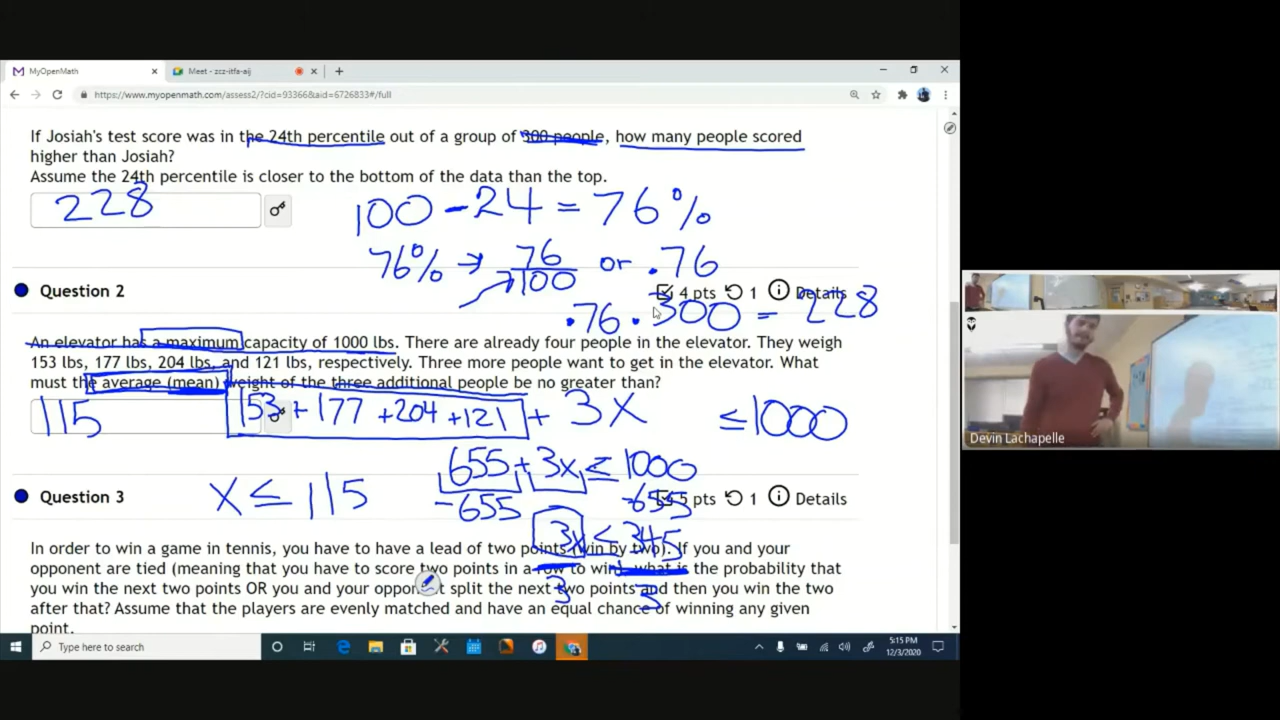 MyOpenMath
Meet - zcz-itfa-aij
https://www.myopenmath.com/assess2/?cid=93366&aid=6726833#/full
If Josiah's test score was in the 24th percentile out of a group of 300 people, how many people scored
higher than Josiah?
Assume the 24th percentile is closer to the bottom of the data than the top.
228
100 - 24 = 76%
76% → 76/100 or .76
Question 2
4 pts 1 Details
.76 · 300 = 228
An elevator has a maximum capacity of 1000 lbs. There are already four people in the elevator. They weigh
153 lbs, 177 lbs, 204 lbs, and 121 lbs, respectively. Three more people want to get in the elevator. What
must the average (mean) weight of the three additional people be no greater than?
115
153 + 177 + 204 + 121 + 3x ≤ 1000
655 + 3x ≤ 1000
-655 -655
Question 3
5 pts 1 Details
x ≤ 115
3x ≤ 345
3 3
In order to win a game in tennis, you have to have a lead of two points (win by two). If you and your
opponent are tied (meaning that you have to score two points in a row to win), what is the probability that
you win the next two points OR you and your opponent split the next two points and then you win the two
after that? Assume that the players are evenly matched and have an equal chance of winning any given
point.
Type here to search
5:15 PM
12/3/2020
Devin Lachapelle